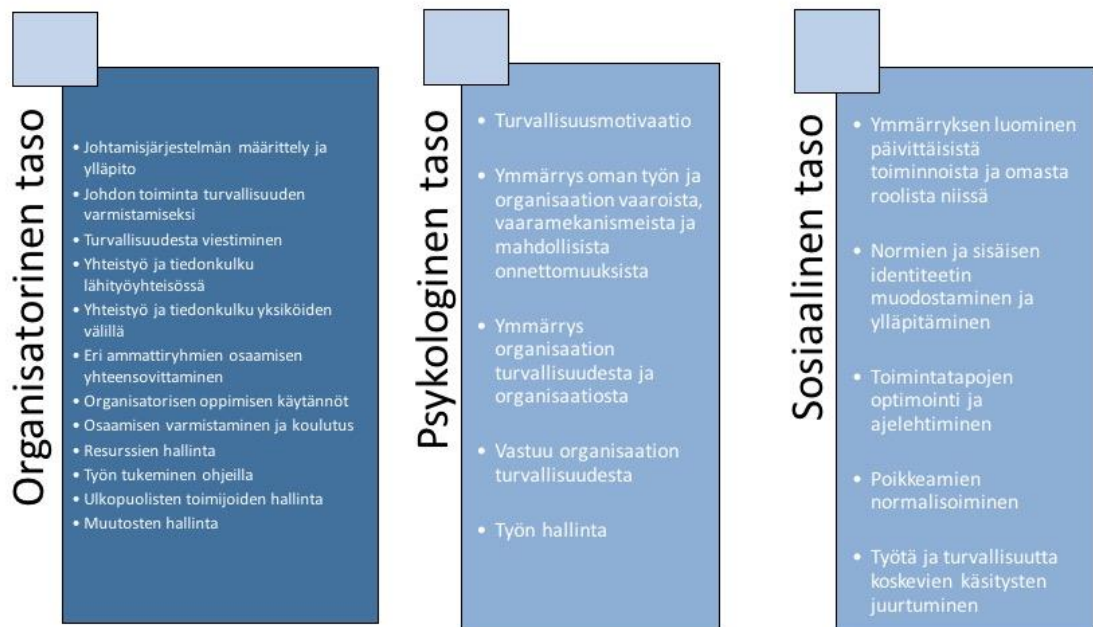 Organisatorinen taso
• Johtamisjärjestelmän määrittely ja
ylläpito
• Johdon toiminta turvallisuuden
varmistamiseksi
• Turvallisuudesta viestiminen
• Yhteistyö ja tiedonkulku
lähityöyhteisössä
• Yhteistyö ja tiedonkulku yksiköiden
välillä
• Eri ammattiryhmien osaamisen
yhteensovittaminen
• Organisatorisen oppimisen käytännöt
• Osaamisen varmistaminen ja koulutus
• Resurssien hallinta
• Työn tukeminen ohjeilla
• Ulkopuolisten toimijoiden hallinta
• Muutosten hallinta
Psykologinen taso
• Turvallisuusmotivaatio
• Ymmärrys oman työn ja
organisaation vaaroista,
vaaramekanismeista ja
mahdollisista
onnettomuuksista
• Ymmärrys
organisaation
turvallisuudesta ja
organisaatiosta
• Vastuu organisaation
turvallisuudesta
• Työn hallinta
Sosiaalinen taso
• Ymmärryksen luominen
päivittäisistä
toiminnoista ja omasta
roolista niissä
• Normien ja sisäisen
identiteetin
muodostaminen ja
ylläpitäminen
• Toimintatapojen
optimointi ja
ajelehtiminen
• Poikkeamien
normalisoiminen
• Työtä ja turvallisuutta
koskevien käsitysten
juurtuminen